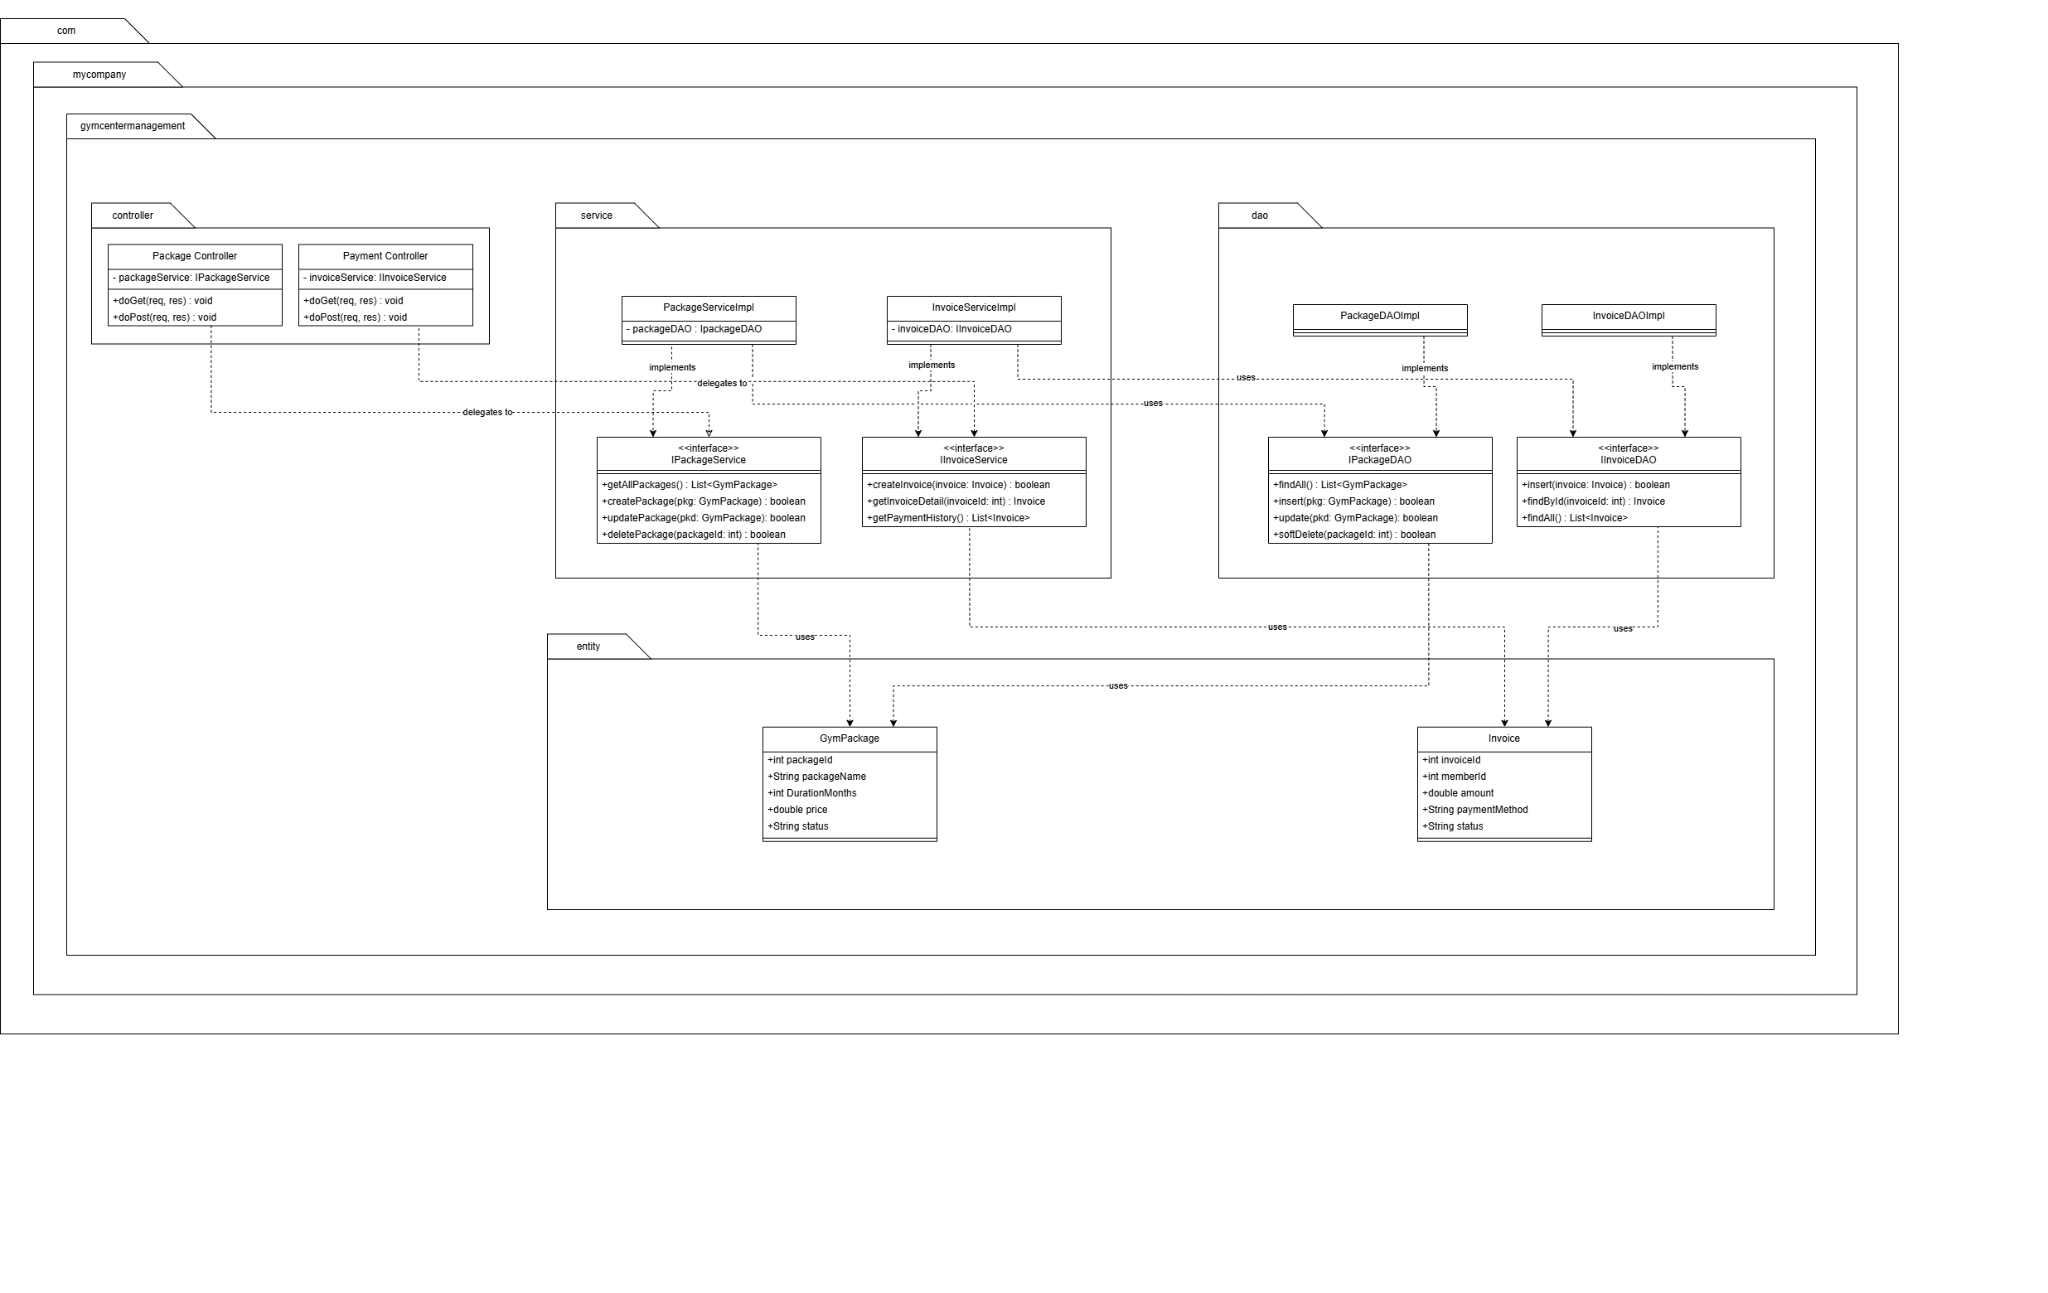 com
mycompany
gymcentermanagement
controller
Package Controller
- packageService: IPackageService
+doGet(req, res) : void
+doPost(req, res) : void
Payment Controller
- invoiceService: IInvoiceService
+doGet(req, res) : void
+doPost(req, res) : void
service
PackageServiceImpl
- packageDAO : IpackageDAO
InvoiceServiceImpl
- invoiceDAO: IInvoiceDAO
dao
PackageDAOImpl
InvoiceDAOImpl
implements
implements
implements
implements
delegates to
uses
uses
delegates to
<<interface>>
IPackageService
+getAllPackages() : List<GymPackage>
+createPackage(pkg: GymPackage) : boolean
+updatePackage(pkd: GymPackage): boolean
+deletePackage(packageId: int) : boolean
<<interface>>
IInvoiceService
+createInvoice(invoice: Invoice) : boolean
+getInvoiceDetail(invoiceId: int) : Invoice
+getPaymentHistory() : List<Invoice>
<<interface>>
IPackageDAO
+findAll() : List<GymPackage>
+insert(pkg: GymPackage) : boolean
+update(pkd: GymPackage): boolean
+softDelete(packageId: int) : boolean
<<interface>>
IInvoiceDAO
+insert(invoice: Invoice) : boolean
+findById(invoiceId: int) : Invoice
+findAll() : List<Invoice>
uses
uses
uses
entity
uses
GymPackage
+int packageId
+String packageName
+int DurationMonths
+double price
+String status
Invoice
+int invoiceId
+int memberId
+double amount
+String paymentMethod
+String status